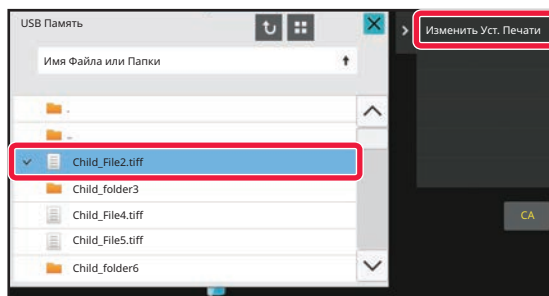 USB Память
Изменить Уст. Печати
Имя Файла или Папки
.
..
Child_File2.tiff
Child_folder3
Child_File4.tiff
Child_File5.tiff
Child_folder6
CA